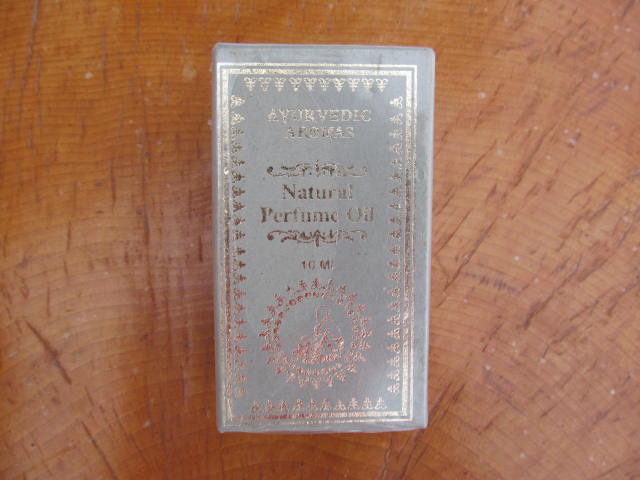 AYURVEDIC
AROMAS
Natural
Perfume Oil
10 Ml